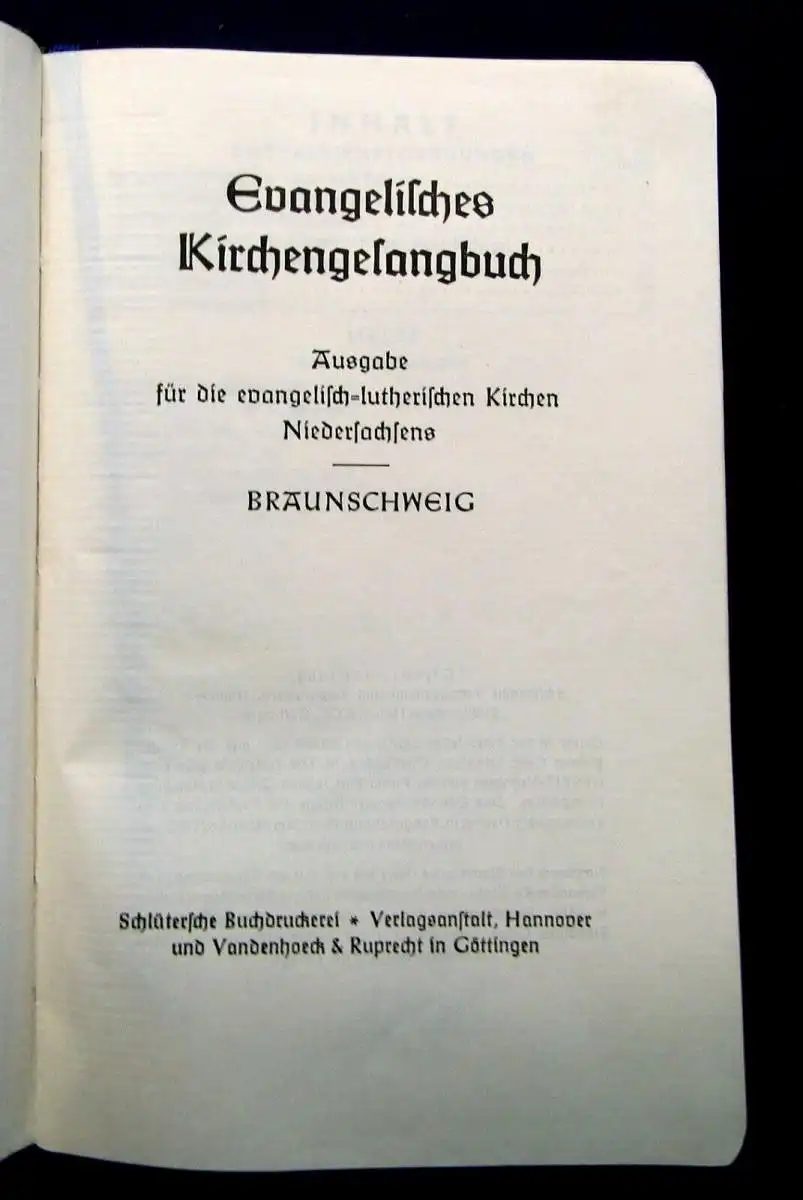 Evangeliſches
Kirchengeſangbuch
Ausgabe
für die evangeliſch=lutheriſchen Kirchen
Niederſachſens
BRAUNSCHWEIG
Schlüterſche Buchdruckerei * Verlagsanſtalt, Hannover
und Vandenhoeck & Ruprecht in Göttingen